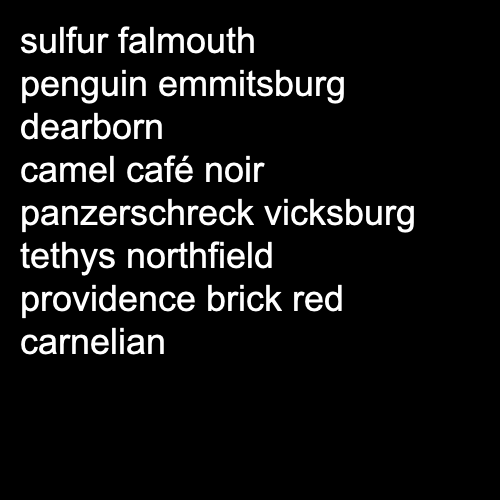 sulfur falmouth
penguin emmitsburg
dearborn
camel café noir
panzerschreck vicksburg
tethys northfield
providence brick red
carnelian